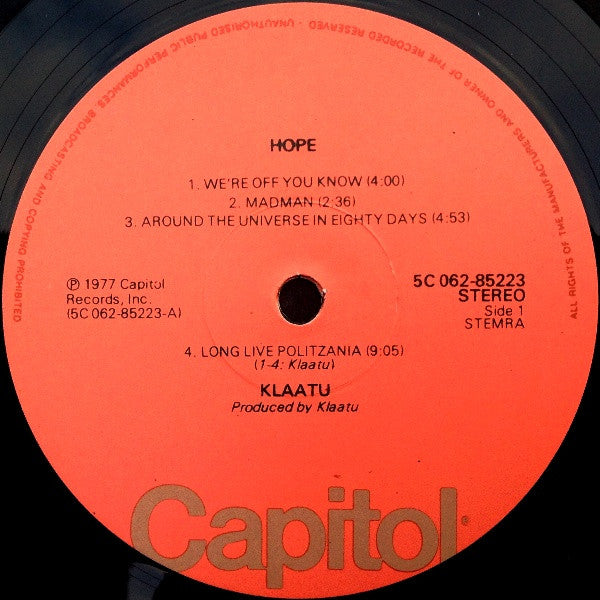 ALL RIGHTS OF THE MANUFACTURERS AND OWNER OF THE RECORDED RESERVED - UNAUTHORISED PUBLIC PERFORMANCES, BROADCASTING AND COPYING PROHIBITED
HOPE
1. WE'RE OFF YOU KNOW (4:00)
2. MADMAN (2:36)
3. AROUND THE UNIVERSE IN EIGHTY DAYS (4:53)
℗ 1977 Capitol
Records, Inc.
(5C 062-85223-A)
5C 062-85223
STEREO
Side 1
STEMRA
4. LONG LIVE POLITZANIA (9:05)
(1-4: Klaatu)
KLAATU
Produced by Klaatu
Capitol®